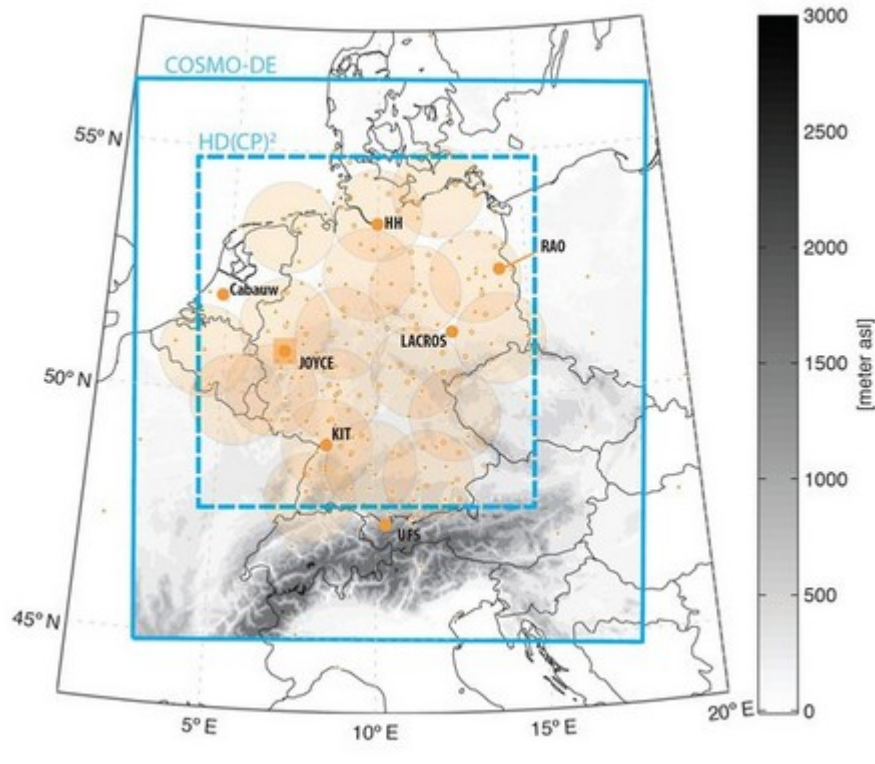 COSMO-DE
HD(CP)²
55° N
HH
RAO
Cabauw
LACROS
JOYCE
50° N
KIT
UFS
45° N
5° E
10° E
15° E
20° E
3000
2500
2000
1500
1000
500
0
[meter asl]